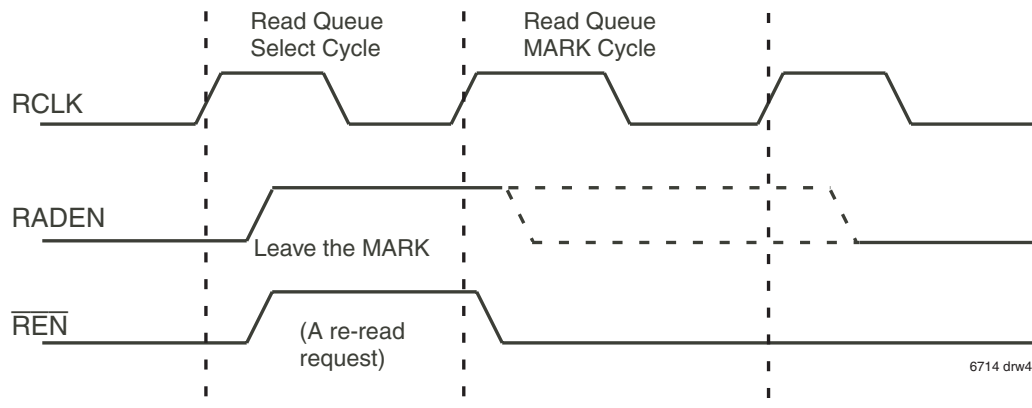 Read Queue
Select Cycle
Read Queue
MARK Cycle
RCLK
RADEN
Leave the MARK
REN
(A re-read
request)
6714 drw4